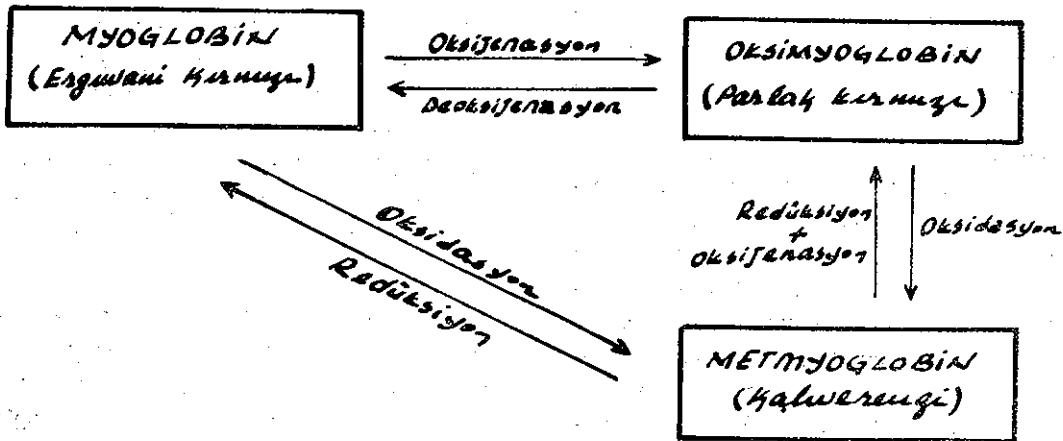 MYOGLOBİN
(Erguvani Kırmızı)
Oksijenasyon
Deoksijenasyon
OKSİMYOGLOBİN
(Parlak kırmızı)
Oksidasyon
Redüksiyon
Redüksiyon
+
Oksijenasyon
Oksidasyon
METMYOGLOBİN
(Kahverengi)